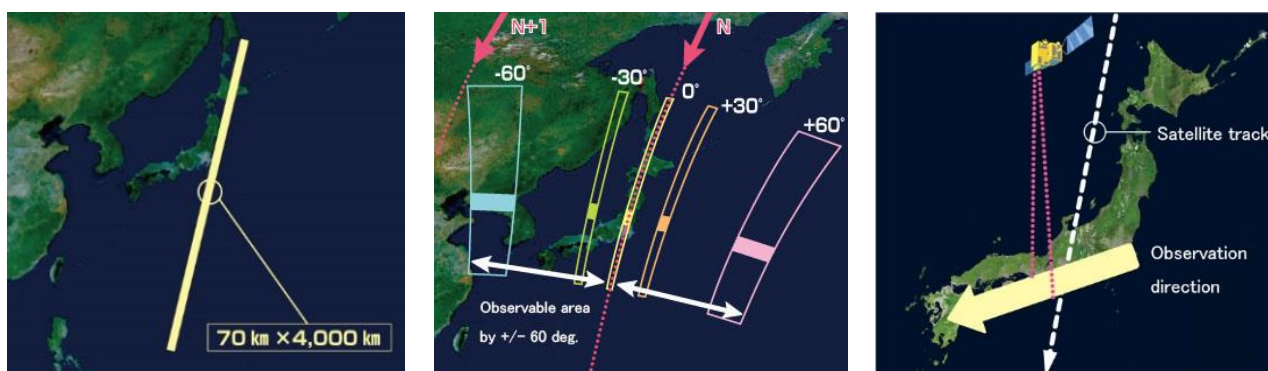 70 km ×4,000 km
N+1
N
-60°
-30°
0°
+30°
+60°
Observable area
by +/- 60 deg.
Satellite track
Observation
direction